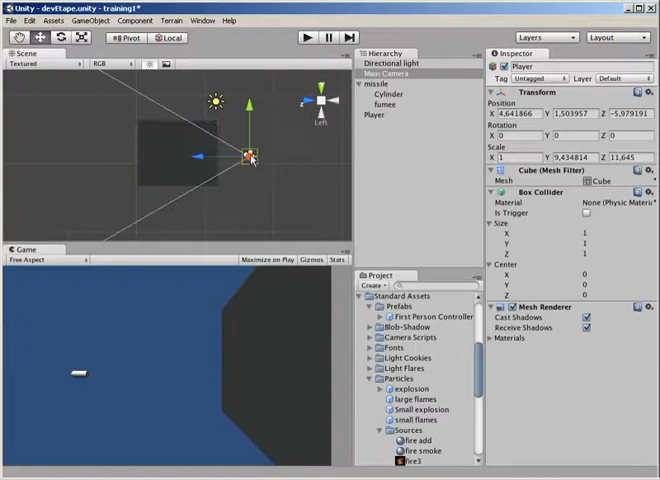 Unity - devEtape.unity - training1*
File Edit Assets GameObject Component Terrain Window Help
Pivot Local Layers Layout
Scene
Textured RGB
y
z
Left
Game
Free Aspect Maximize on Play Gizmos Stats
Hierarchy
Directional light
Main Camera
missile
Cylinder
fumee
Player
Project
Create
Standard Assets
Prefabs
First Person Controller
Blob-Shadow
Camera Scripts
Fonts
Light Cookies
Light Flares
Particles
explosion
large flames
Small explosion
small flames
Sources
fire add
fire smoke
fire3
Inspector
Player
Tag Untagged Layer Default
Transform
Position
X 4,641866 Y 1,503957 Z -5,979191
Rotation
X 0 Y 0 Z 0
Scale
X 1 Y 9,434814 Z 11,645
Cube (Mesh Filter)
Mesh Cube
Box Collider
Material None (Physic Materia
Is Trigger
Size
X 1
Y 1
Z 1
Center
X 0
Y 0
Z 0
Mesh Renderer
Cast Shadows
Receive Shadows
Materials